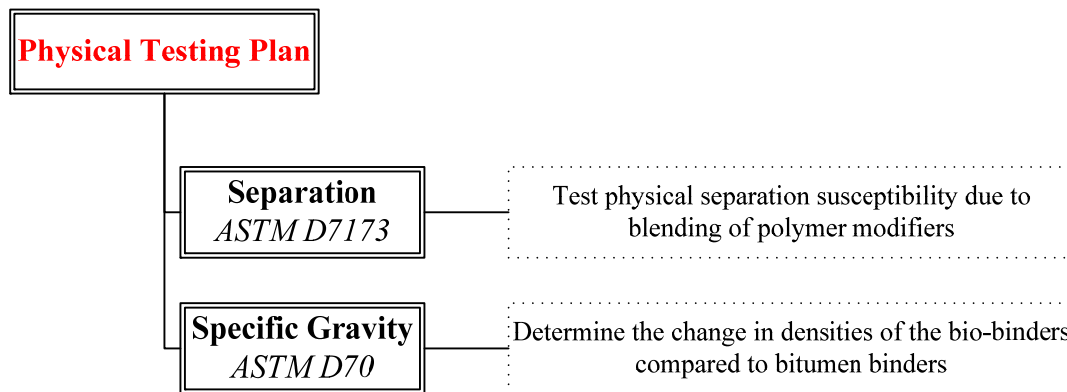 Physical Testing Plan
Separation
ASTM D7173
Test physical separation susceptibility due to
blending of polymer modifiers
Specific Gravity
ASTM D70
Determine the change in densities of the bio-binders
compared to bitumen binders